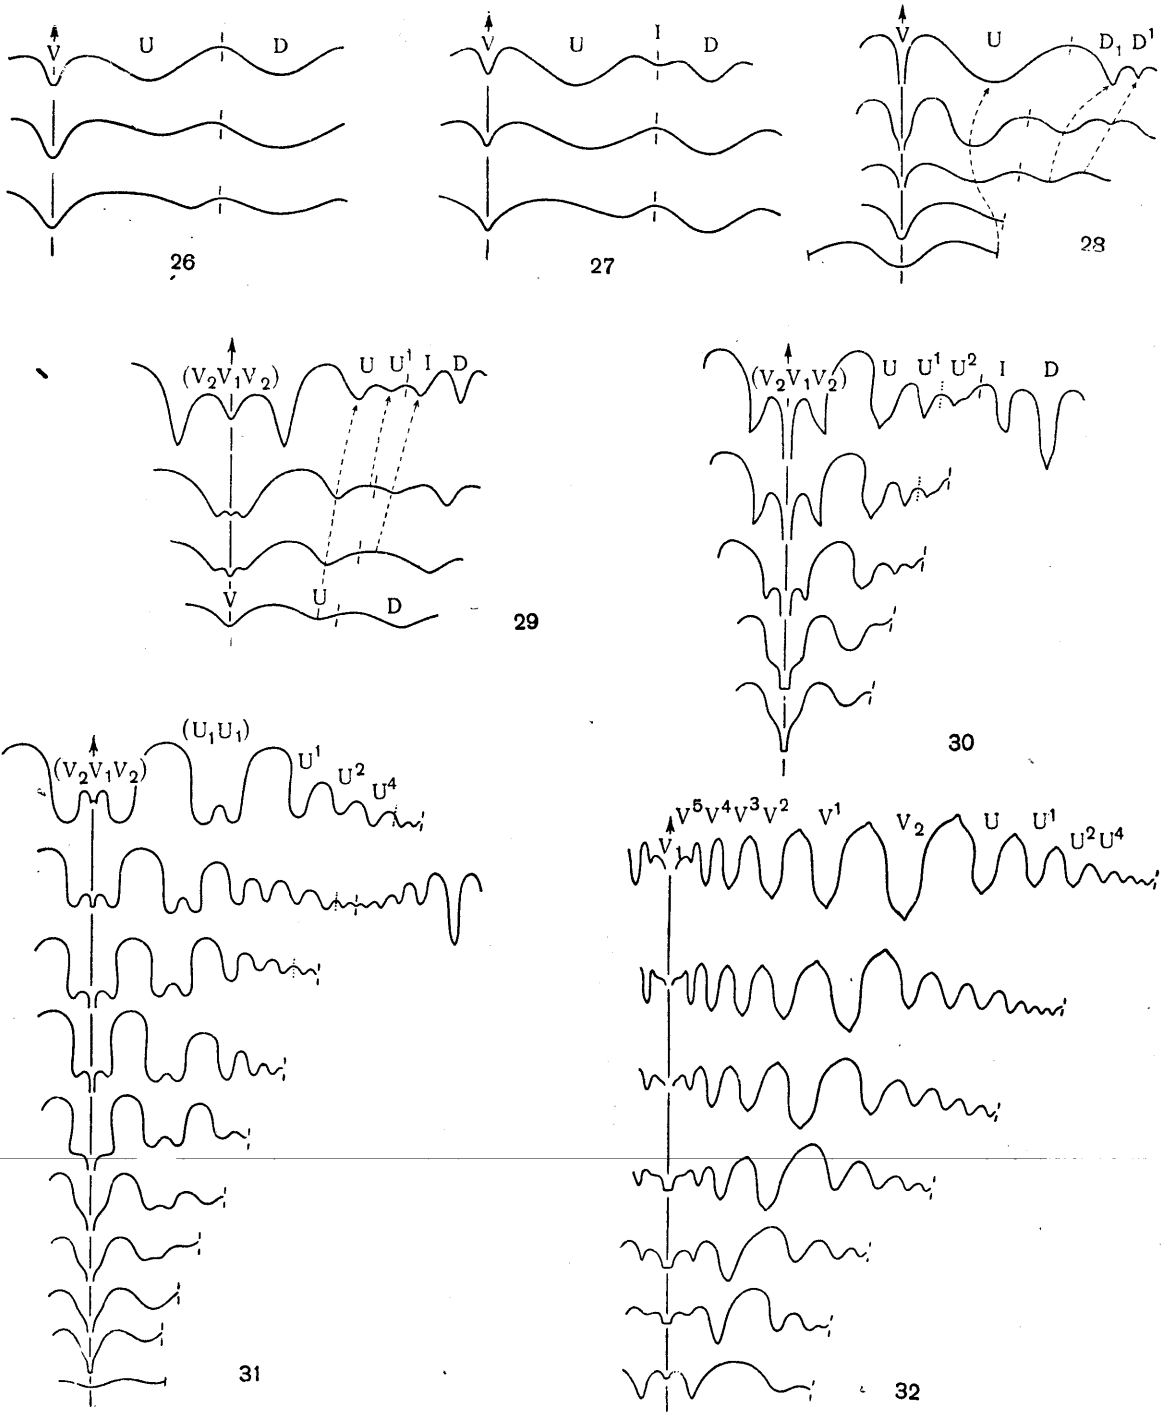 V U D
26
V U I D
27
V U D₁ D¹
28
(V₂V₁V₂) U U¹ I D
V U D
29
(V₂V₁V₂) U U¹ U² I D
30
(U₁U₁)
(V₂V₁V₂) U¹ U² U⁴
31
V⁵V⁴V³V² V¹ V₂ U U¹
V₁ U²U⁴
32